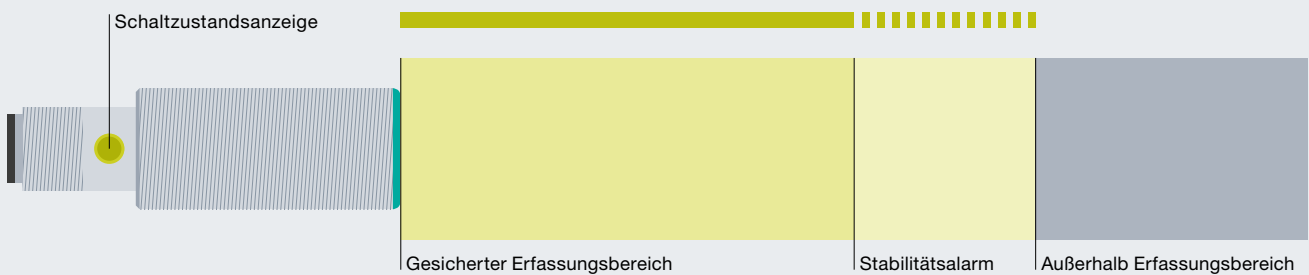 Schaltzustandsanzeige
Gesicherter Erfassungsbereich
Stabilitätsalarm
Außerhalb Erfassungsbereich